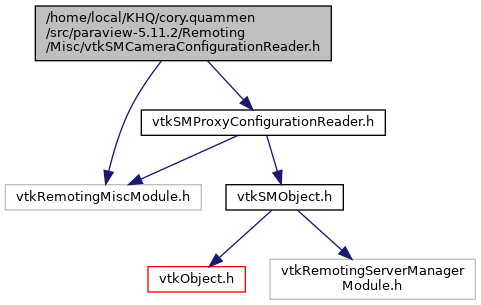 /home/local/KHQ/cory.quammen
/src/paraview-5.11.2/Remoting
/Misc/vtkSMCameraConfigurationReader.h
vtkSMProxyConfigurationReader.h
vtkRemotingMiscModule.h
vtkSMObject.h
vtkObject.h
vtkRemotingServerManager
Module.h